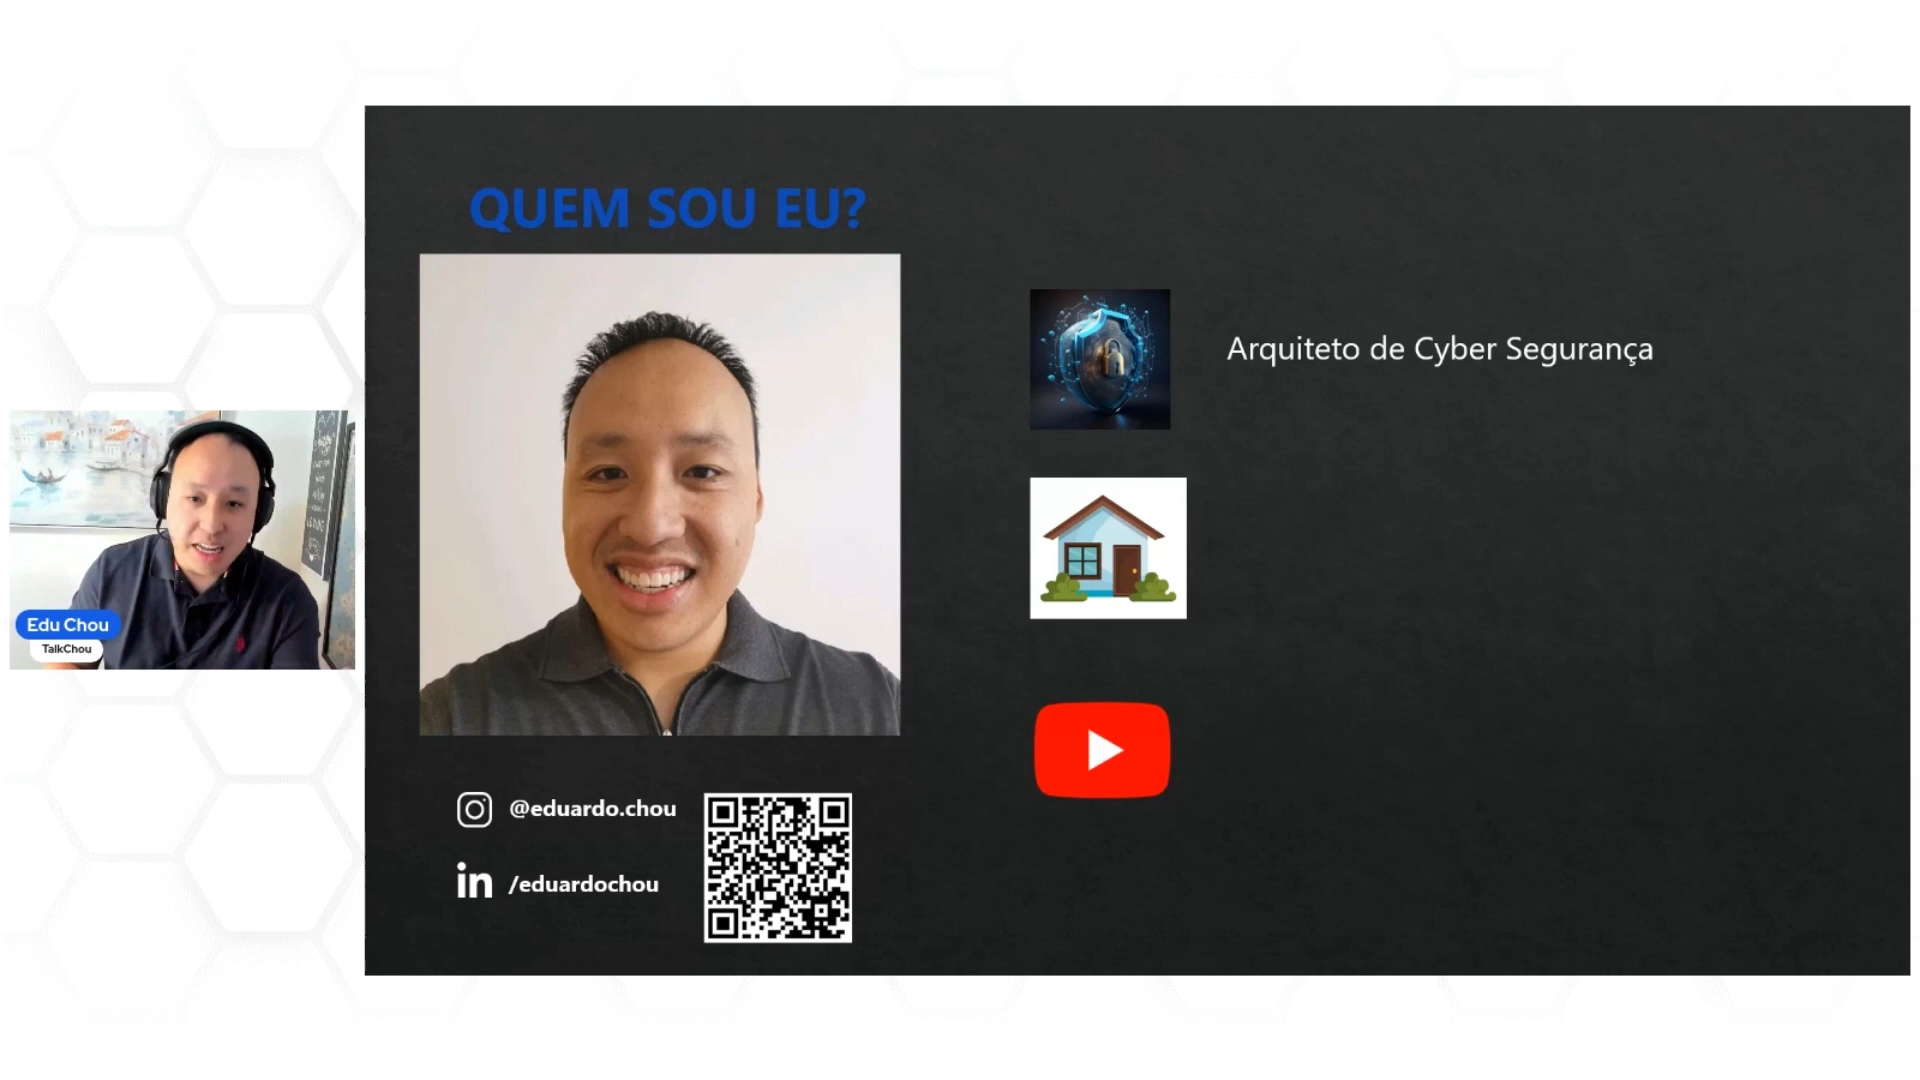 QUEM SOU EU?
Arquiteto de Cyber Segurança
Edu Chou
TalkChou
@eduardo.chou
/eduardochou